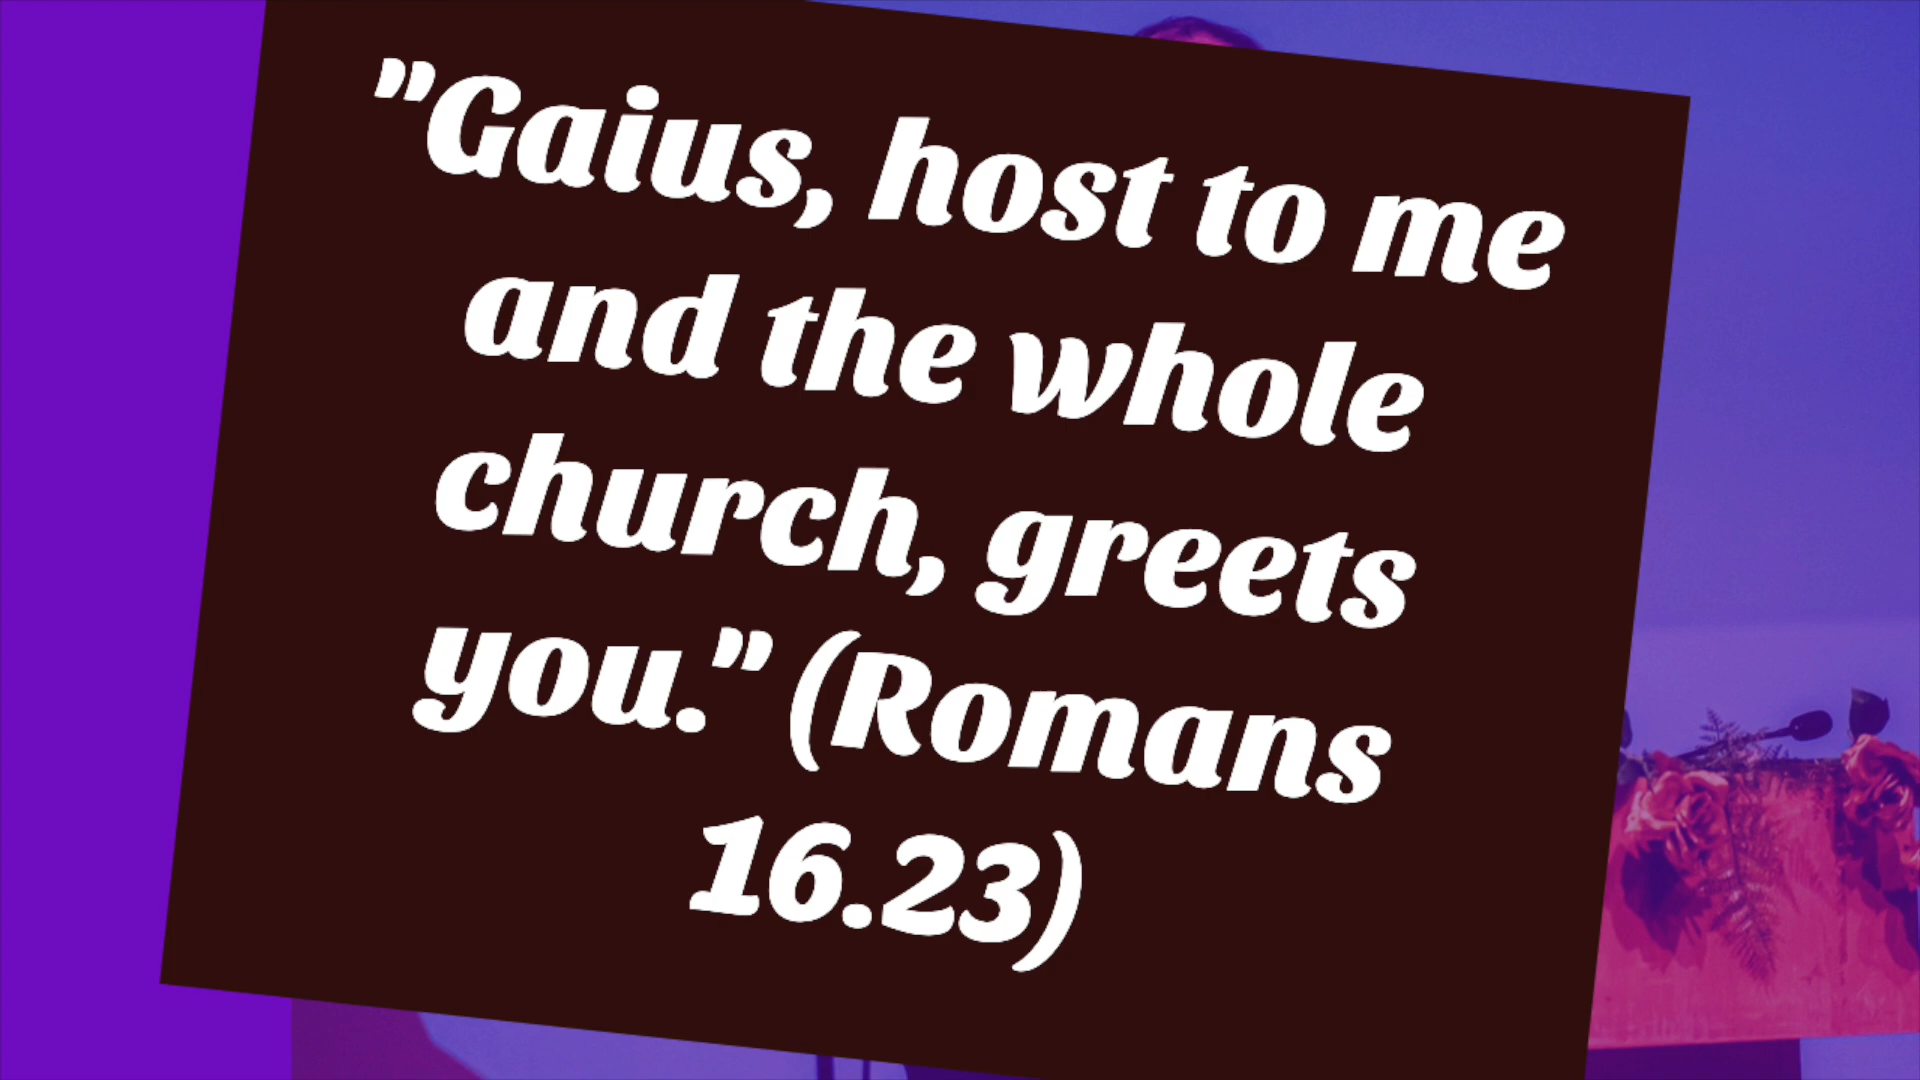 "Gaius, host to me
and the whole
church, greets
you." (Romans
16.23)